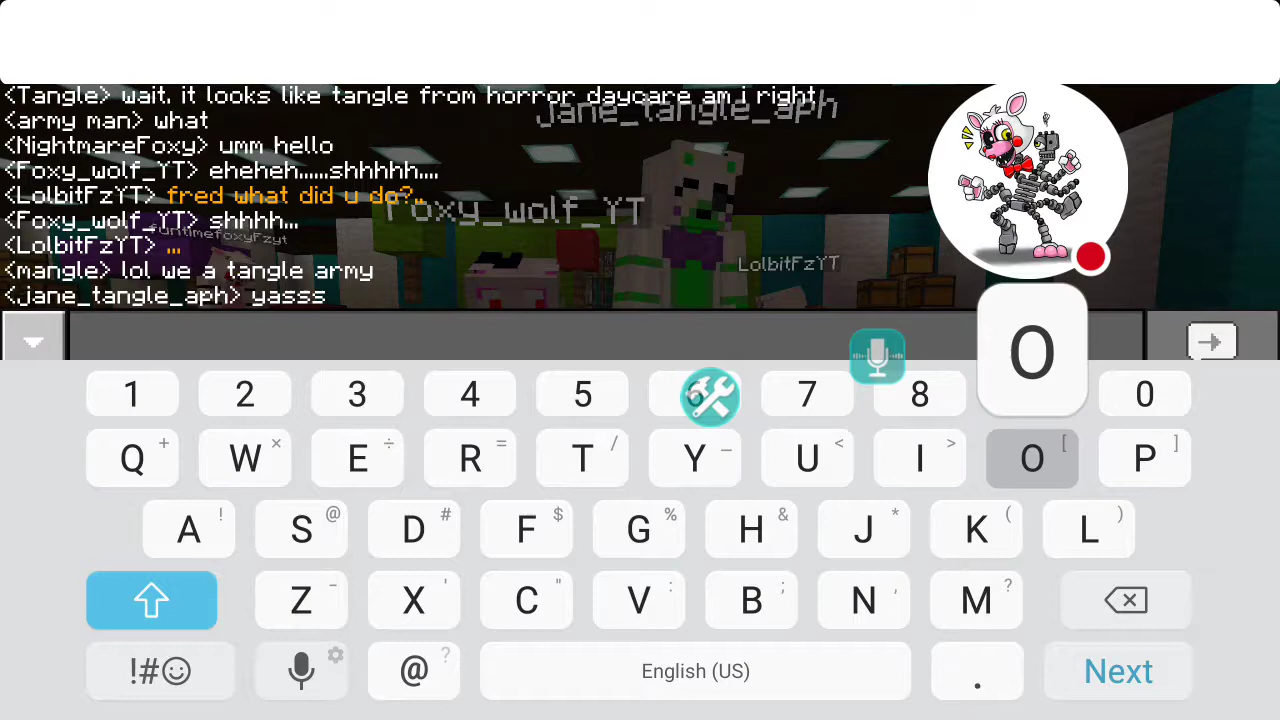 <Tangle> wait. it looks like tangle from horror daycare am i right
jane_tangle_aph
<army man> what
<NightmareFoxy> umm hello
<Foxy_wolf_YT> eheheh......shhhhhh....
<LolbitFzYT> fred what did u do?..
Foxy_wolf_YT
<Foxy_wolf_YT> shhhh...
<LolbitFzYT> ...
LolbitFzYT
<mangle> lol we a tangle army
<jane_tangle_aph> yasss
O
1 2 3 4 5 6 7 8 0
Q + W × E ÷ R = T / Y _ U < I > O [ P ]
A ! S @ D # F $ G % H & J * K ( L )
Z - X ' C " V : B ; N , M ?
!#☺ @ ? English (US) . Next